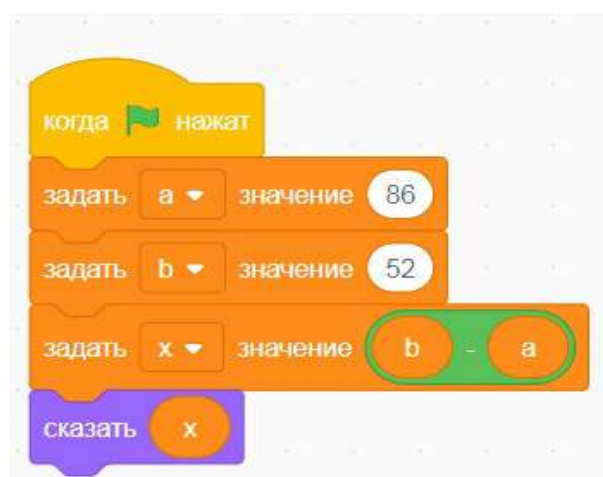 когда нажат
задать a значение 86
задать b значение 52
задать x значение b - a
сказать x